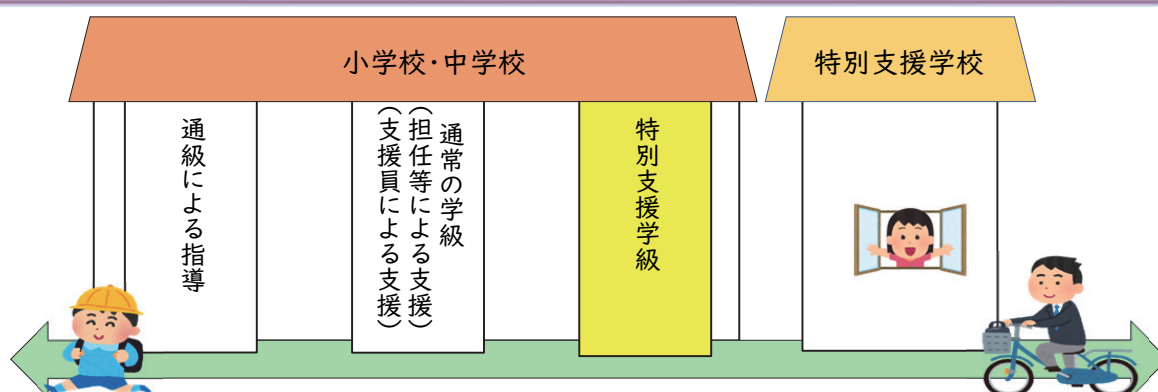 小学校・中学校
特別支援学校
通級による指導
通常の学級
(担任等による支援)
(支援員による支援)
特別支援学級